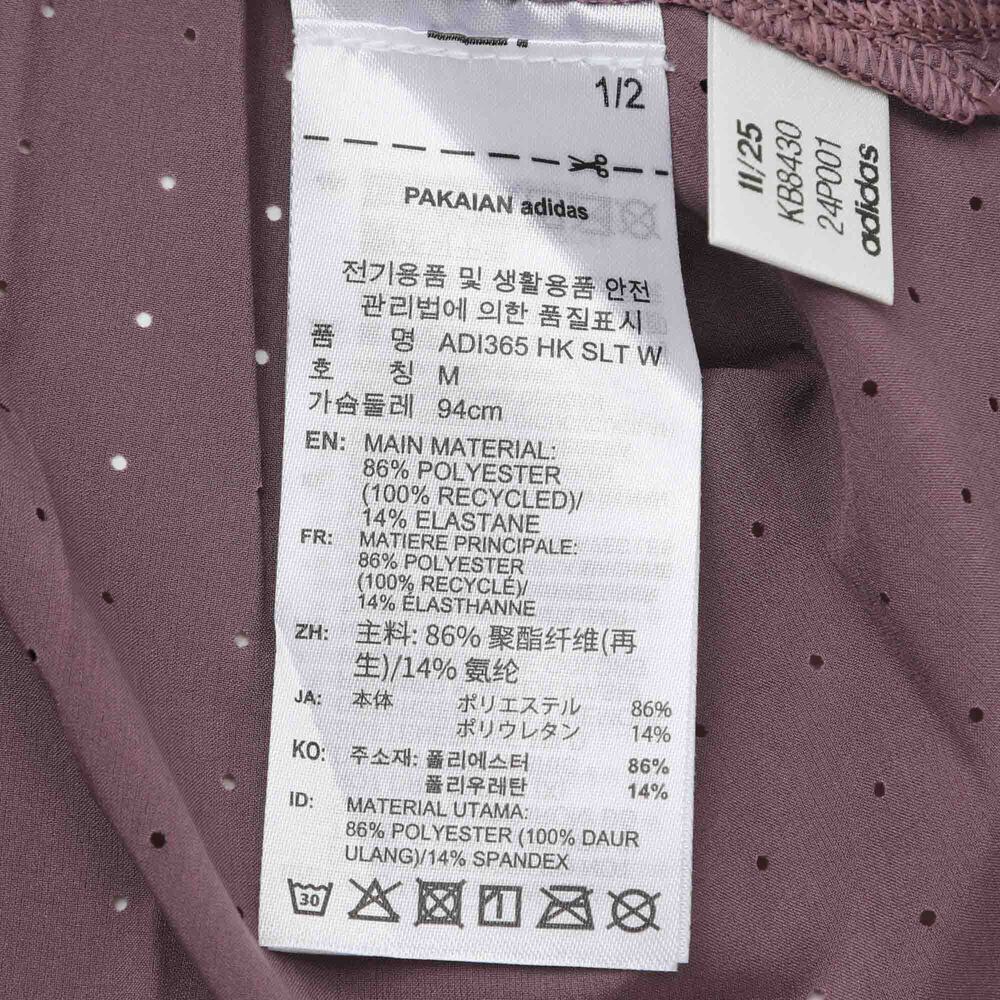 1/2
PAKAIAN adidas
전기용품 및 생활용품 안전
관리법에 의한 품질표시
품 명 ADI365 HK SLT W
호 칭 M
가슴둘레 94cm
EN: MAIN MATERIAL:
86% POLYESTER
(100% RECYCLED)/
14% ELASTANE
FR: MATIERE PRINCIPALE:
86% POLYESTER
(100% RECYCLÉ)/
14% ÉLASTHANNE
ZH: 主料: 86% 聚酯纤维(再
生)/14% 氨纶
JA: 本体 ポリエステル 86%
ポリウレタン 14%
KO: 주소재: 폴리에스터 86%
폴리우레탄 14%
ID: MATERIAL UTAMA:
86% POLYESTER (100% DAUR
ULANG)/14% SPANDEX
30
11/25
KB8430
24P001
adidas